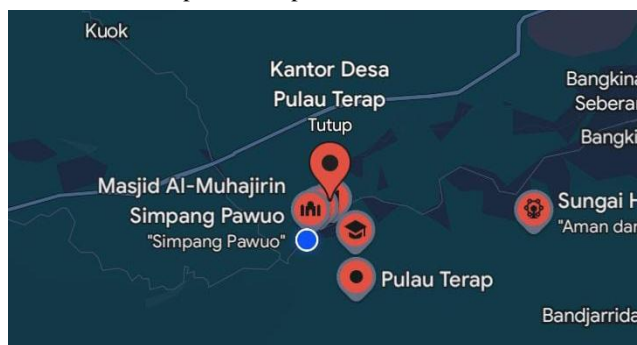 Kuok
Kantor Desa
Pulau Terap
Tutup
Bangkina
Seberan
Bangki
Masjid Al-Muhajirin
Simpang Pawuo
"Simpang Pawuo"
Sungai H
"Aman dar
Pulau Terap
Bandjarrida